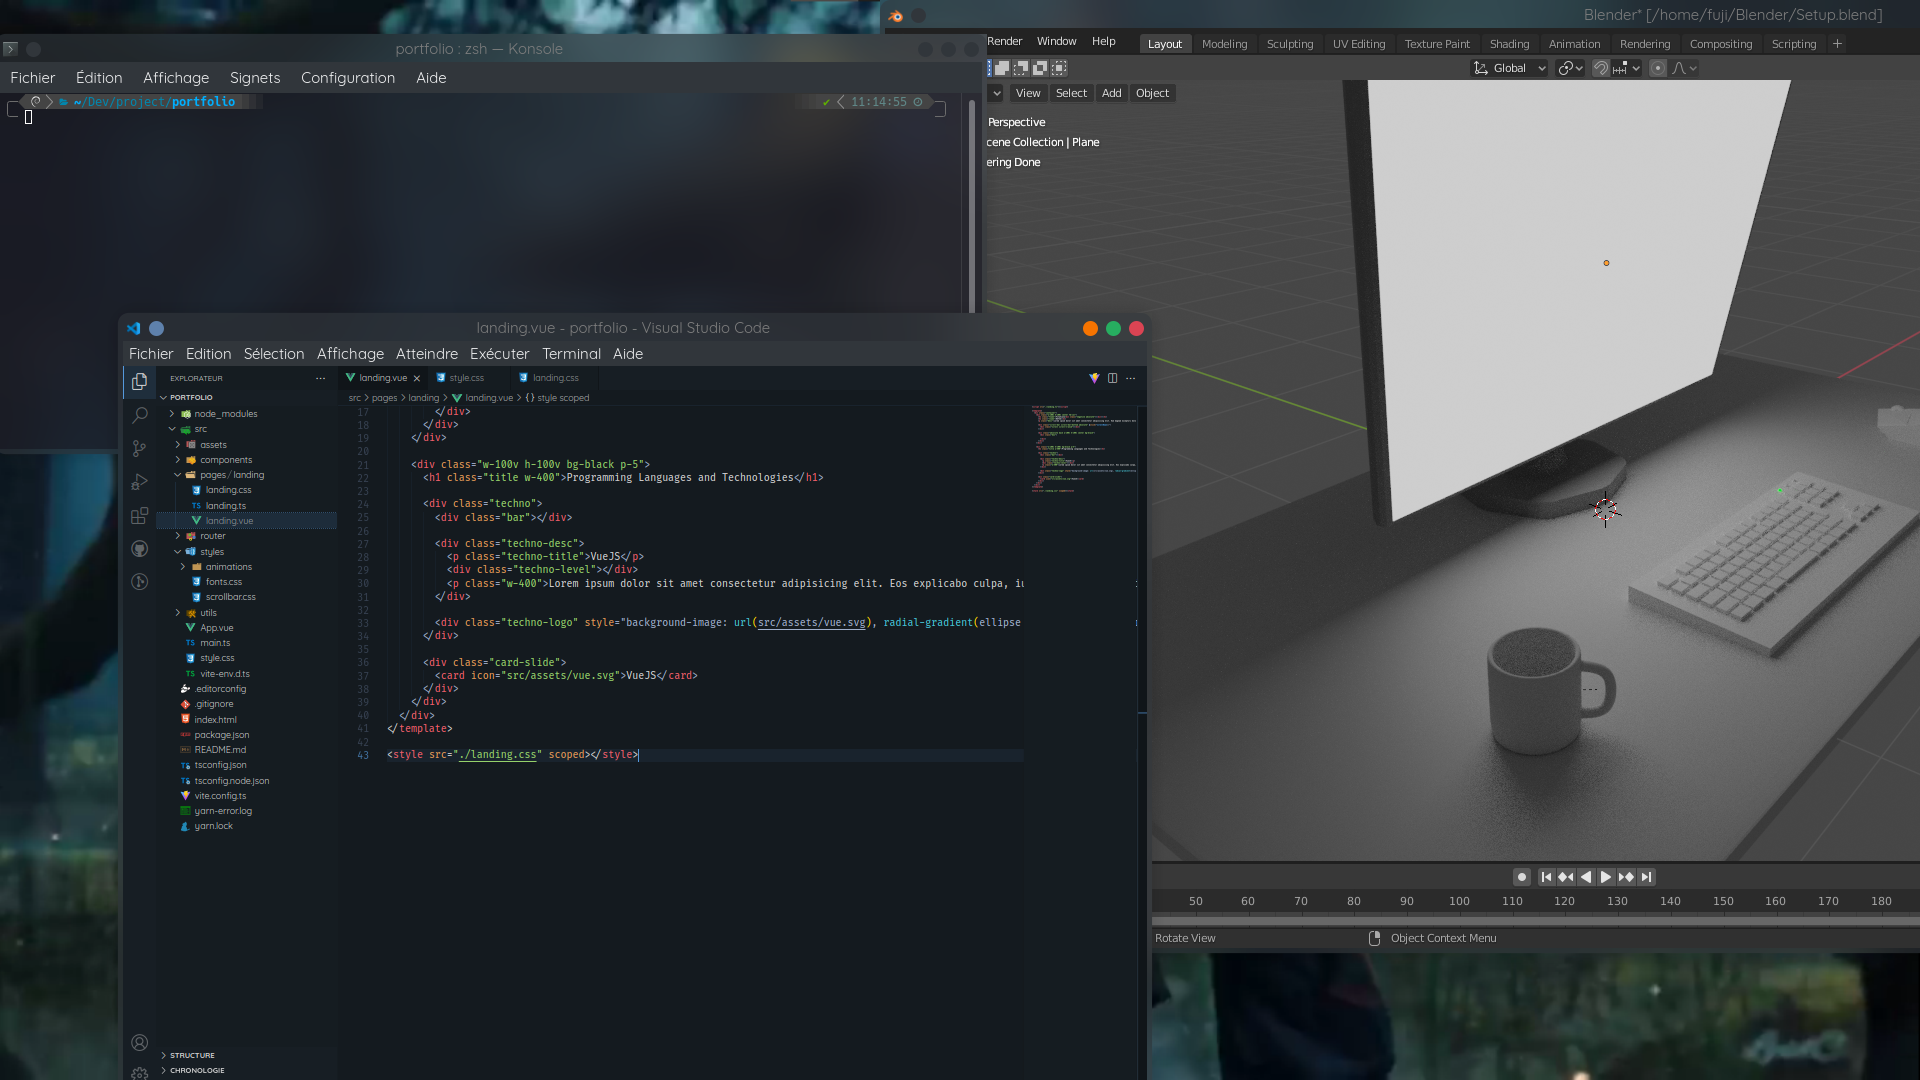 Blender* [/home/fuji/Blender/Setup.blend]
portfolio : zsh — Konsole
Render Window Help Layout Modeling Sculpting UV Editing Texture Paint Shading Animation Rendering Compositing Scripting +
Fichier Édition Affichage Signets Configuration Aide
Global
~/Dev/project/portfolio
11:14:55
View Select Add Object
Perspective
cene Collection | Plane
ering Done
landing.vue - portfolio - Visual Studio Code
Fichier Edition Sélection Affichage Atteindre Exécuter Terminal Aide
EXPLORATEUR ···
landing.vue style.css landing.css
PORTFOLIO
src > pages > landing > landing.vue > {} style scoped
node_modules
src
assets
components
pages / landing
landing.css
TS landing.ts
landing.vue
router
styles
animations
fonts.css
scrollbar.css
utils
App.vue
TS main.ts
style.css
TS vite-env.d.ts
.editorconfig
.gitignore
index.html
package.json
README.md
tsconfig.json
tsconfig.node.json
vite.config.ts
yarn-error.log
yarn.lock
STRUCTURE
CHRONOLOGIE
17 </div>
18 </div>
19 </div>
20
21 <div class="w-100v h-100v bg-black p-5">
22 <h1 class="title w-400">Programming Languages and Technologies</h1>
23
24 <div class="techno">
25 <div class="bar"></div>
26
27 <div class="techno-desc">
28 <p class="techno-title">VueJS</p>
29 <div class="techno-level"></div>
30 <p class="w-400">Lorem ipsum dolor sit amet consectetur adipisicing elit. Eos explicabo culpa, iu
31 </div>
32
33 <div class="techno-logo" style="background-image: url(src/assets/vue.svg), radial-gradient(ellipse
34 </div>
35
36 <div class="card-slide">
37 <card icon="src/assets/vue.svg">VueJS</card>
38 </div>
39 </div>
40 </div>
41 </template>
42
43 <style src="./landing.css" scoped></style>
50 60 70 80 90 100 110 120 130 140 150 160 170 180
Rotate View
Object Context Menu